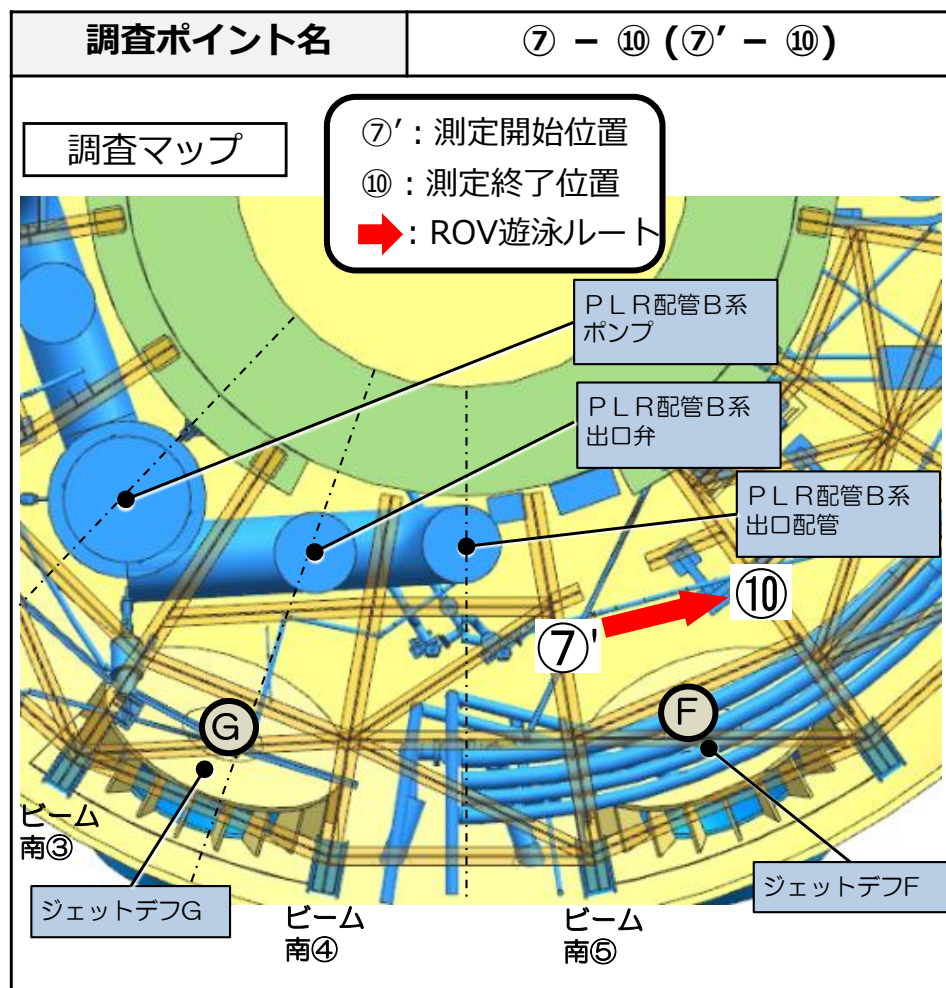 調査ポイント名
⑦ － ⑩ (⑦′ － ⑩)
調査マップ
⑦′：測定開始位置
⑩：測定終了位置
：ROV遊泳ルート
ＰＬＲ配管Ｂ系
ポンプ
ＰＬＲ配管Ｂ系
出口弁
ＰＬＲ配管Ｂ系
出口配管
⑩
⑦'
G
F
ビーム
南③
ジェットデフG
ビーム
南④
ビーム
南⑤
ジェットデフF